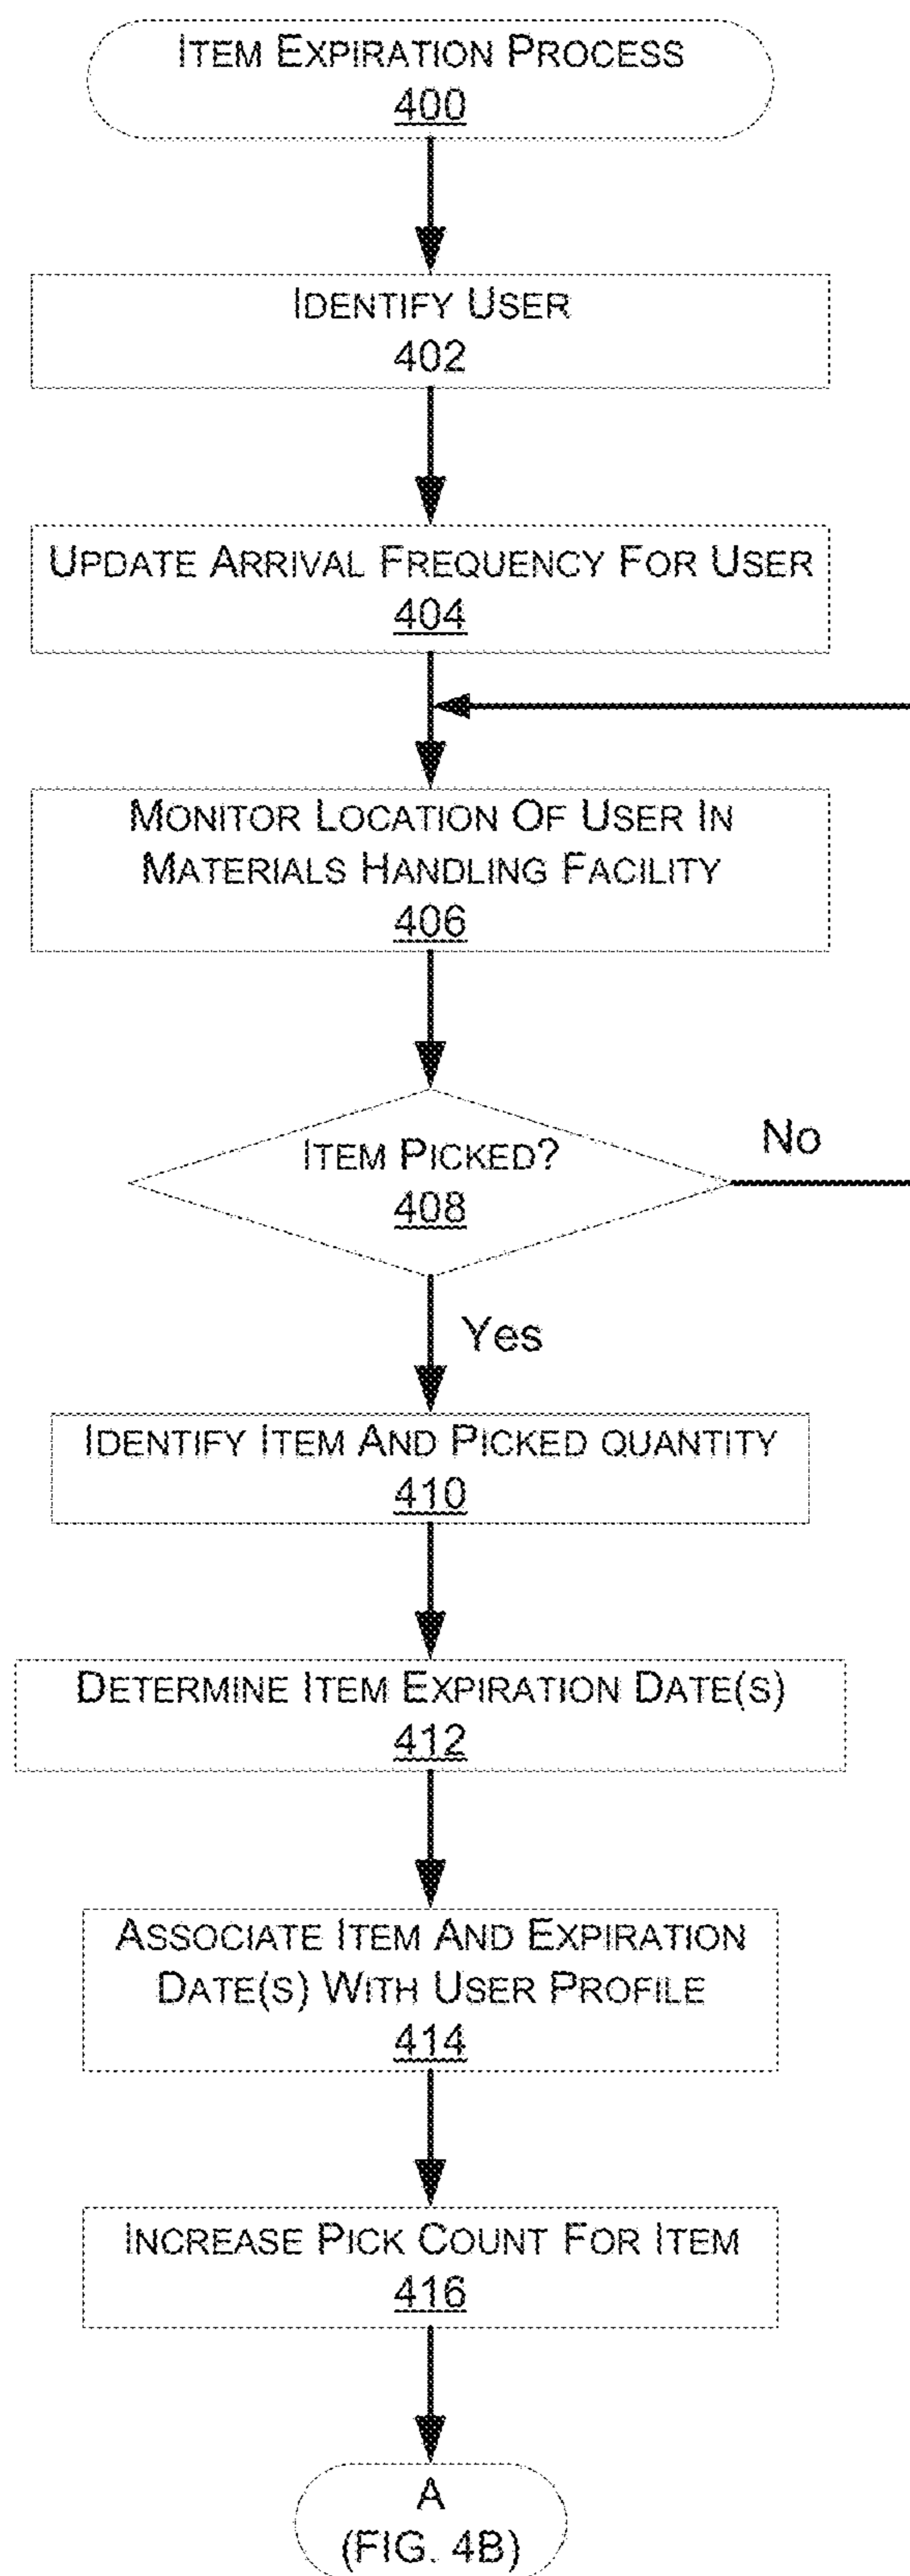 ITEM EXPIRATION PROCESS
400
IDENTIFY USER
402
UPDATE ARRIVAL FREQUENCY FOR USER
404
MONITOR LOCATION OF USER IN
MATERIALS HANDLING FACILITY
406
ITEM PICKED?
408
No
Yes
IDENTIFY ITEM AND PICKED QUANTITY
410
DETERMINE ITEM EXPIRATION DATE(S)
412
ASSOCIATE ITEM AND EXPIRATION
DATE(S) WITH USER PROFILE
414
INCREASE PICK COUNT FOR ITEM
416
A
(FIG. 4B)